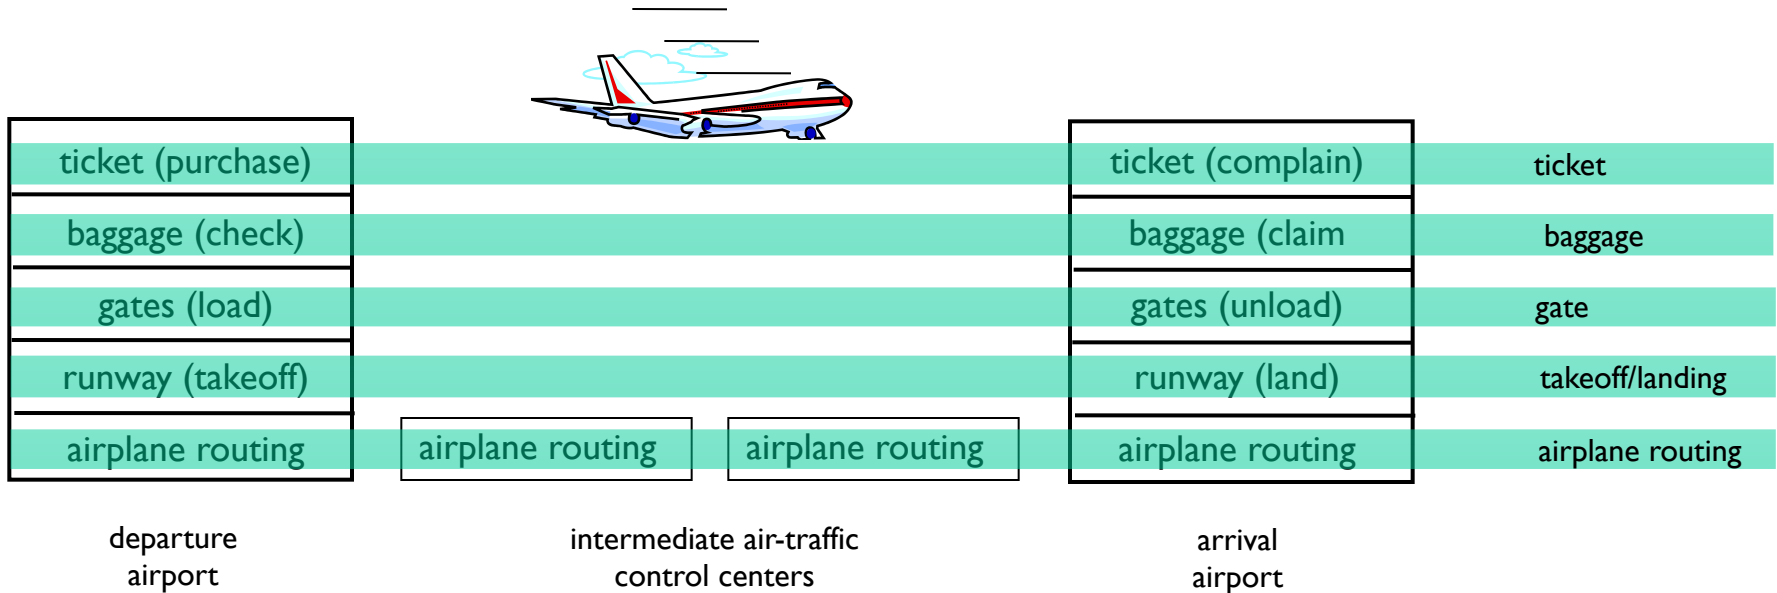 ticket (purchase) ticket (complain) ticket
baggage (check) baggage (claim baggage
gates (load) gates (unload) gate
runway (takeoff) runway (land) takeoff/landing
airplane routing airplane routing airplane routing airplane routing airplane routing
departure intermediate air-traffic arrival
airport control centers airport